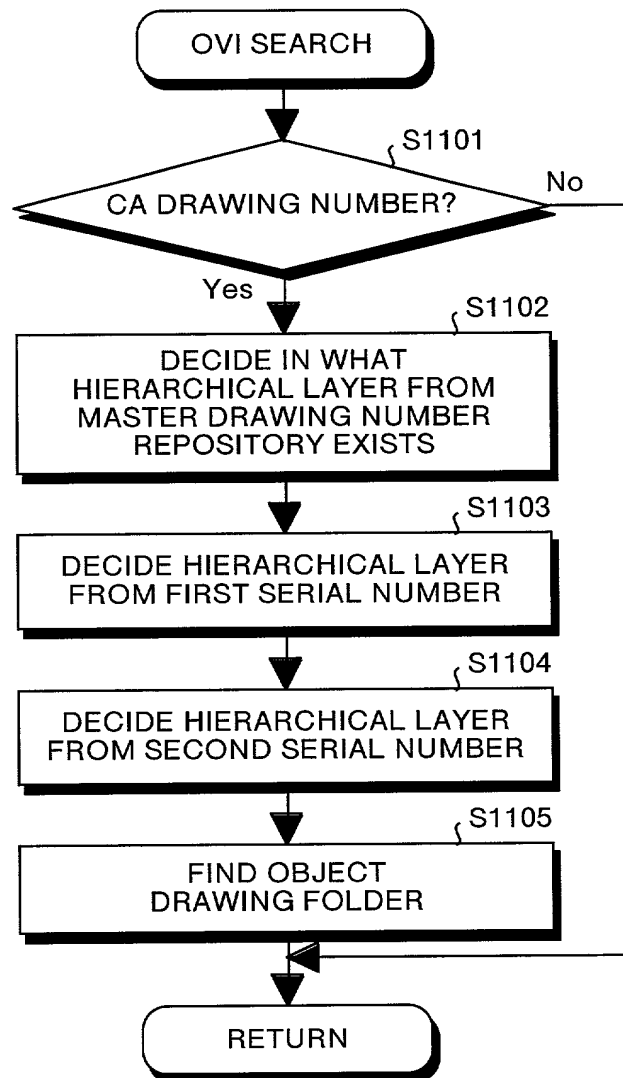 OVI SEARCH
S1101
CA DRAWING NUMBER?
No
Yes
S1102
DECIDE IN WHAT
HIERARCHICAL LAYER FROM
MASTER DRAWING NUMBER
REPOSITORY EXISTS
S1103
DECIDE HIERARCHICAL LAYER
FROM FIRST SERIAL NUMBER
S1104
DECIDE HIERARCHICAL LAYER
FROM SECOND SERIAL NUMBER
S1105
FIND OBJECT
DRAWING FOLDER
RETURN